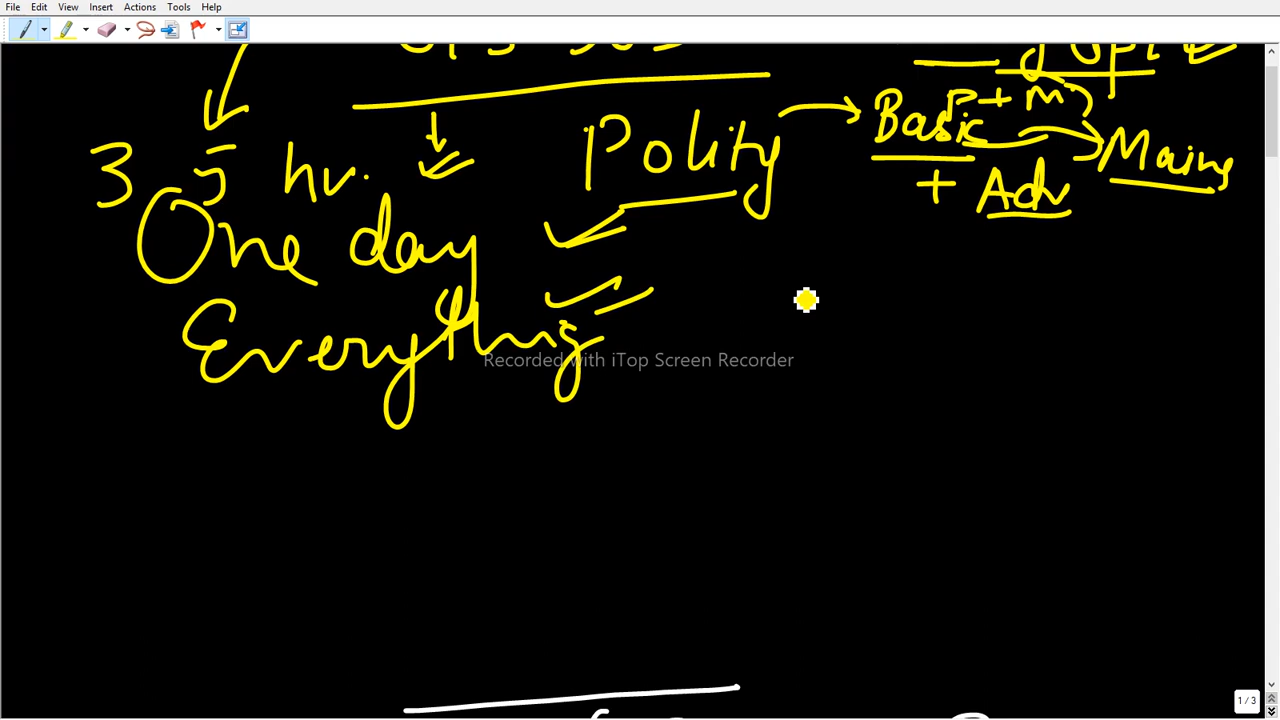 File Edit View Insert Actions Tools Help
P + M
Polity Basic Mains
+ Adv
3 5 hr.
One day
Everything
Recorded with iTop Screen Recorder
1 / 3